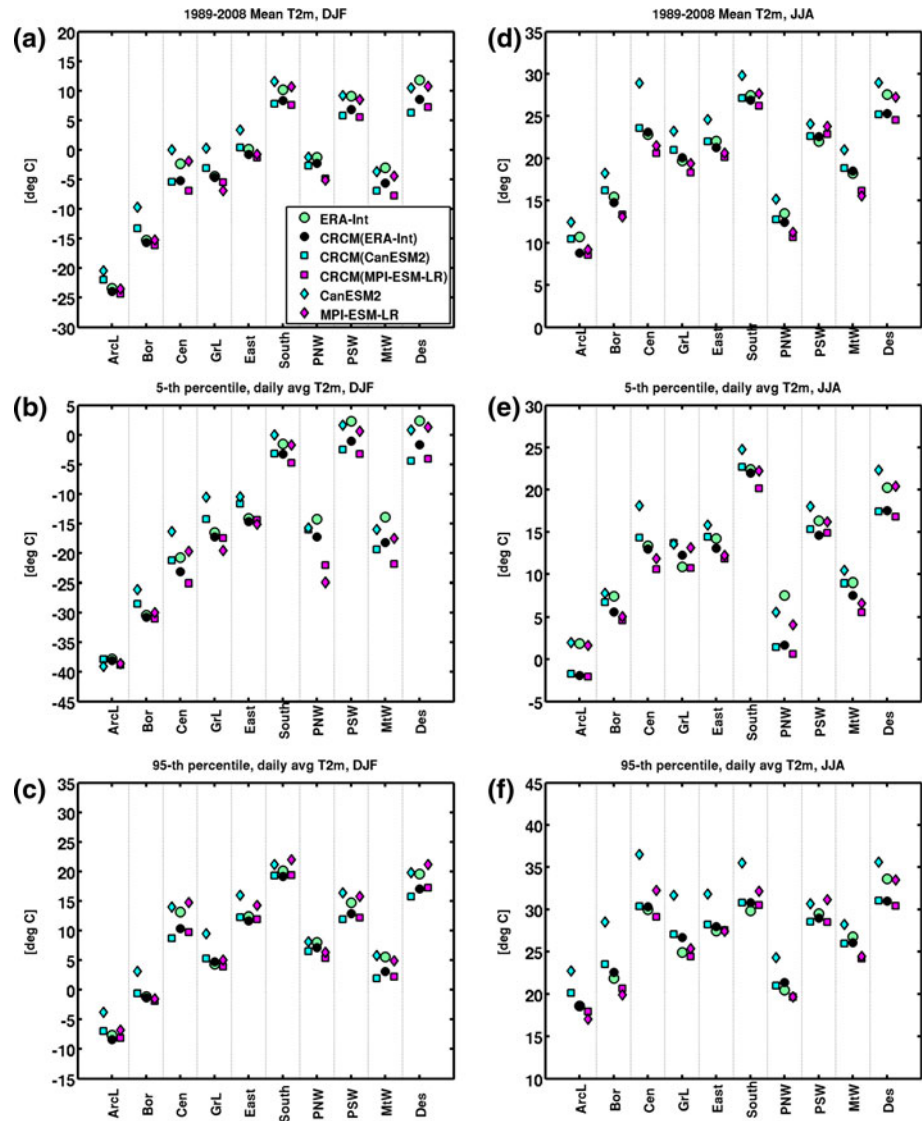 1989-2008 Mean T2m, DJF
(a)
20
15
10
5
0
-5
-10
-15
-20
-25
-30
[deg C]
ERA-Int
CRCM(ERA-Int)
CRCM(CanESM2)
CRCM(MPI-ESM-LR)
CanESM2
MPI-ESM-LR
ArcL
Bor
Cen
GrL
East
South
PNW
PSW
MtW
Des
1989-2008 Mean T2m, JJA
(d)
35
30
25
20
15
10
5
0
[deg C]
ArcL
Bor
Cen
GrL
East
South
PNW
PSW
MtW
Des
5-th percentile, daily avg T2m, DJF
(b)
5
0
-5
-10
-15
-20
-25
-30
-35
-40
-45
[deg C]
ArcL
Bor
Cen
GrL
East
South
PNW
PSW
MtW
Des
5-th percentile, daily avg T2m, JJA
(e)
30
25
20
15
10
5
0
-5
[deg C]
ArcL
Bor
Cen
GrL
East
South
PNW
PSW
MtW
Des
95-th percentile, daily avg T2m, DJF
(c)
35
30
25
20
15
10
5
0
-5
-10
15
[deg C]
ArcL
Bor
Cen
GrL
East
South
PNW
PSW
MtW
Des
95-th percentile, daily avg T2m, JJA
(f)
45
40
35
30
25
20
15
10
[deg C]
ArcL
Bor
Cen
GrL
East
South
PNW
PSW
MtW
Des